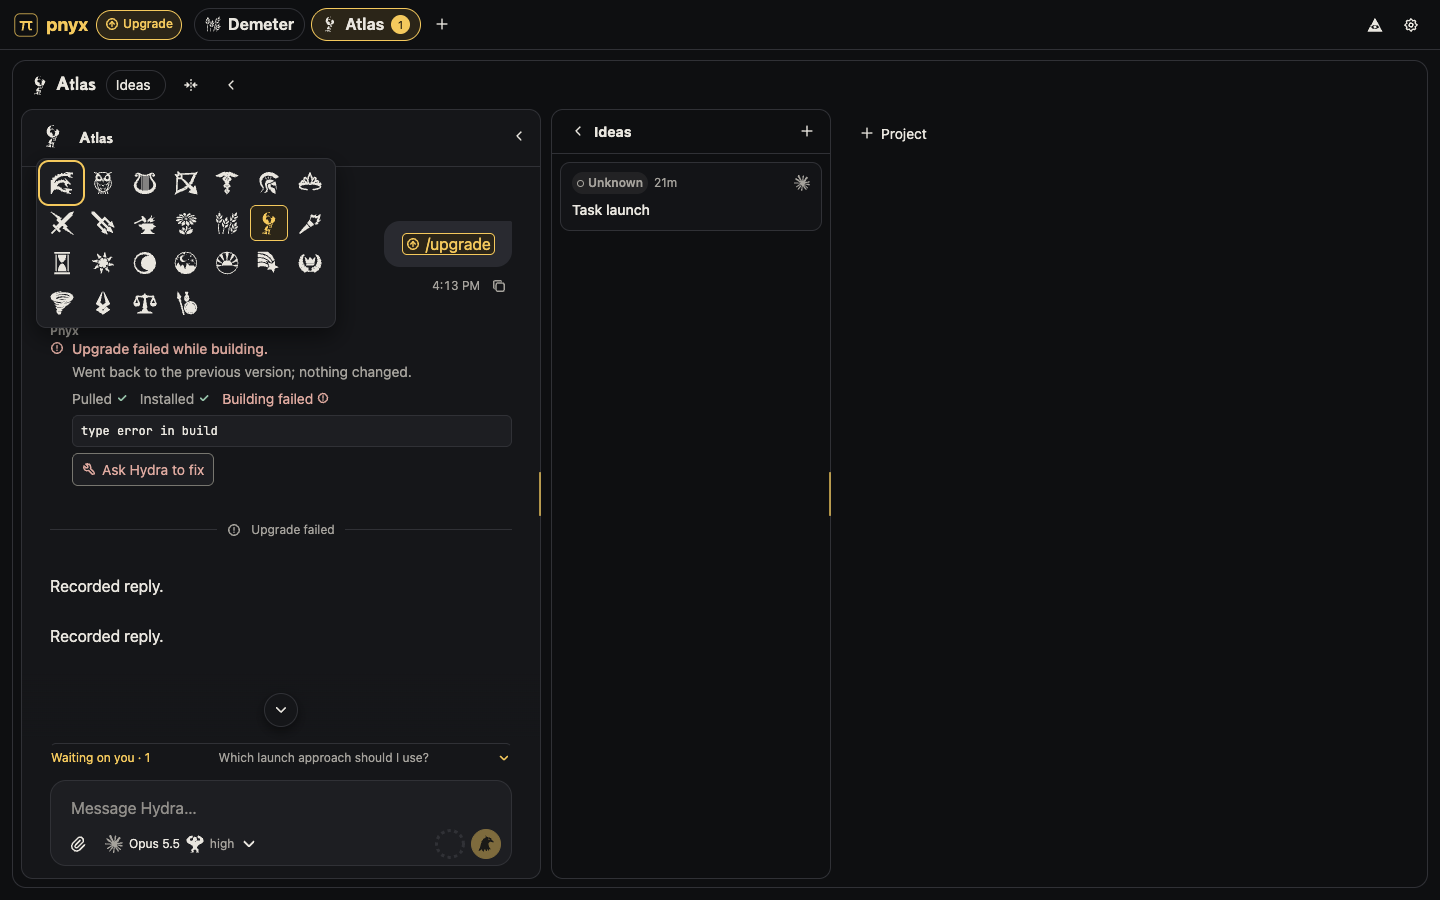 π pnyx Upgrade Demeter Atlas 1
Atlas Ideas
Atlas
Ideas
Project
Unknown 21m
Task launch
/upgrade
4:13 PM
Pnyx
Upgrade failed while building.
Went back to the previous version; nothing changed.
Pulled Installed Building failed
type error in build
Ask Hydra to fix
Upgrade failed
Recorded reply.
Recorded reply.
Waiting on you · 1 Which launch approach should I use?
Message Hydra...
Opus 5.5 high